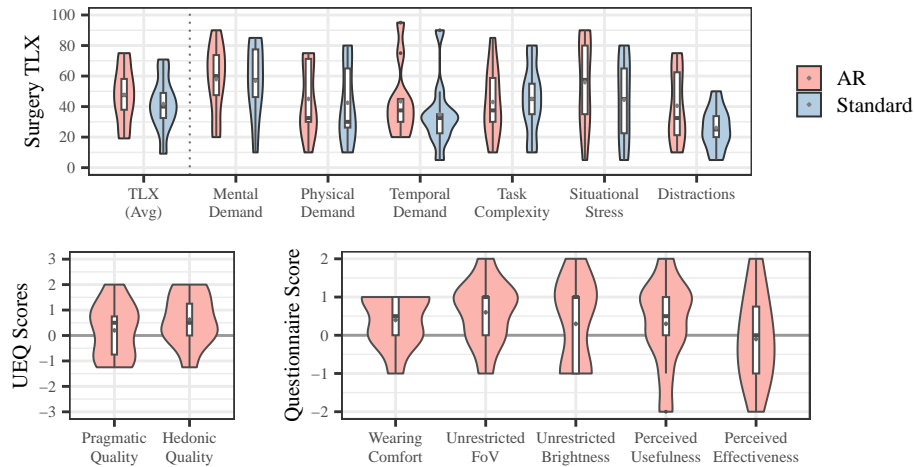 Surgery TLX
100
80
60
40
20
0
TLX
(Avg)
Mental
Demand
Physical
Demand
Temporal
Demand
Task
Complexity
Situational
Stress
Distractions
AR
Standard
UEQ Scores
3
2
1
0
−1
−2
−3
Pragmatic
Quality
Hedonic
Quality
Questionnaire Score
2
1
0
−1
−2
Wearing
Comfort
Unrestricted
FoV
Unrestricted
Brightness
Perceived
Usefulness
Perceived
Effectiveness